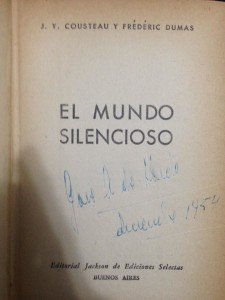 J. Y. COUSTEAU Y FRÉDÉRIC DUMAS
EL MUNDO
SILENCIOSO
Editorial Jackson de Ediciones Selectas
BUENOS AIRES